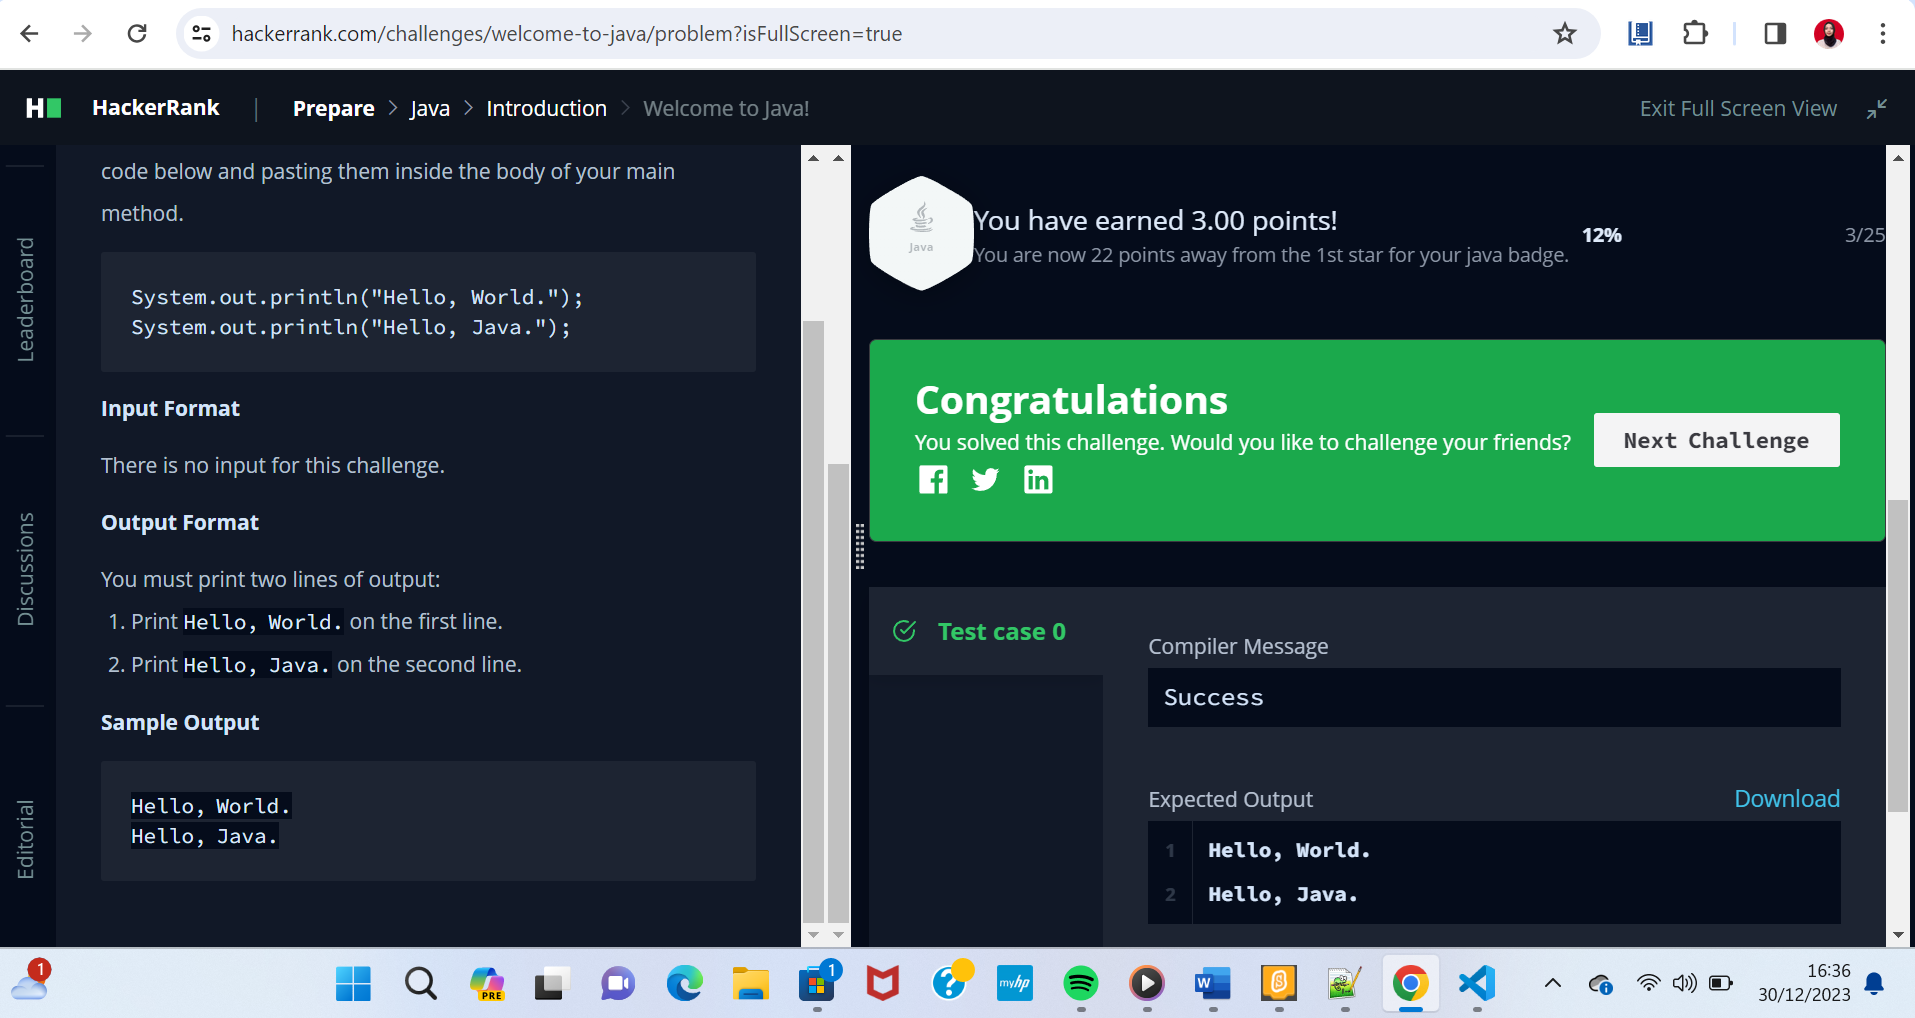 hackerrank.com/challenges/welcome-to-java/problem?isFullScreen=true
H
HackerRank | Prepare > Java > Introduction > Welcome to Java!
Exit Full Screen View
Leaderboard
Discussions
Editorial
code below and pasting them inside the body of your main
method.
System.out.println("Hello, World.");
System.out.println("Hello, Java.");
Input Format
There is no input for this challenge.
Output Format
You must print two lines of output:
1. Print Hello, World. on the first line.
2. Print Hello, Java. on the second line.
Sample Output
Hello, World.
Hello, Java.
Java
You have earned 3.00 points!
You are now 22 points away from the 1st star for your java badge.
12%
3/25
Congratulations
You solved this challenge. Would you like to challenge your friends?
Next Challenge
Test case 0
Compiler Message
Success
Expected Output
Download
1 Hello, World.
2 Hello, Java.
1
PRE
1
myhp
W
16:36
30/12/2023